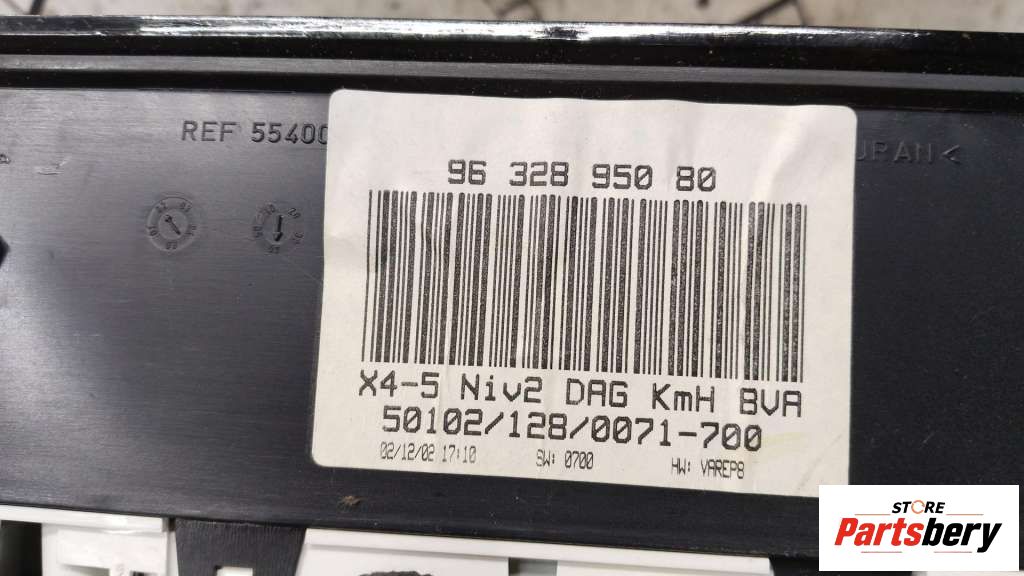 REF 55400
96 328 950 80
X4-5 Niv2 DAG KmH BVA
50102/128/0071-700
02/12/02 17:10 SW: 0700 HW: VAREP8
STORE
Partsbery